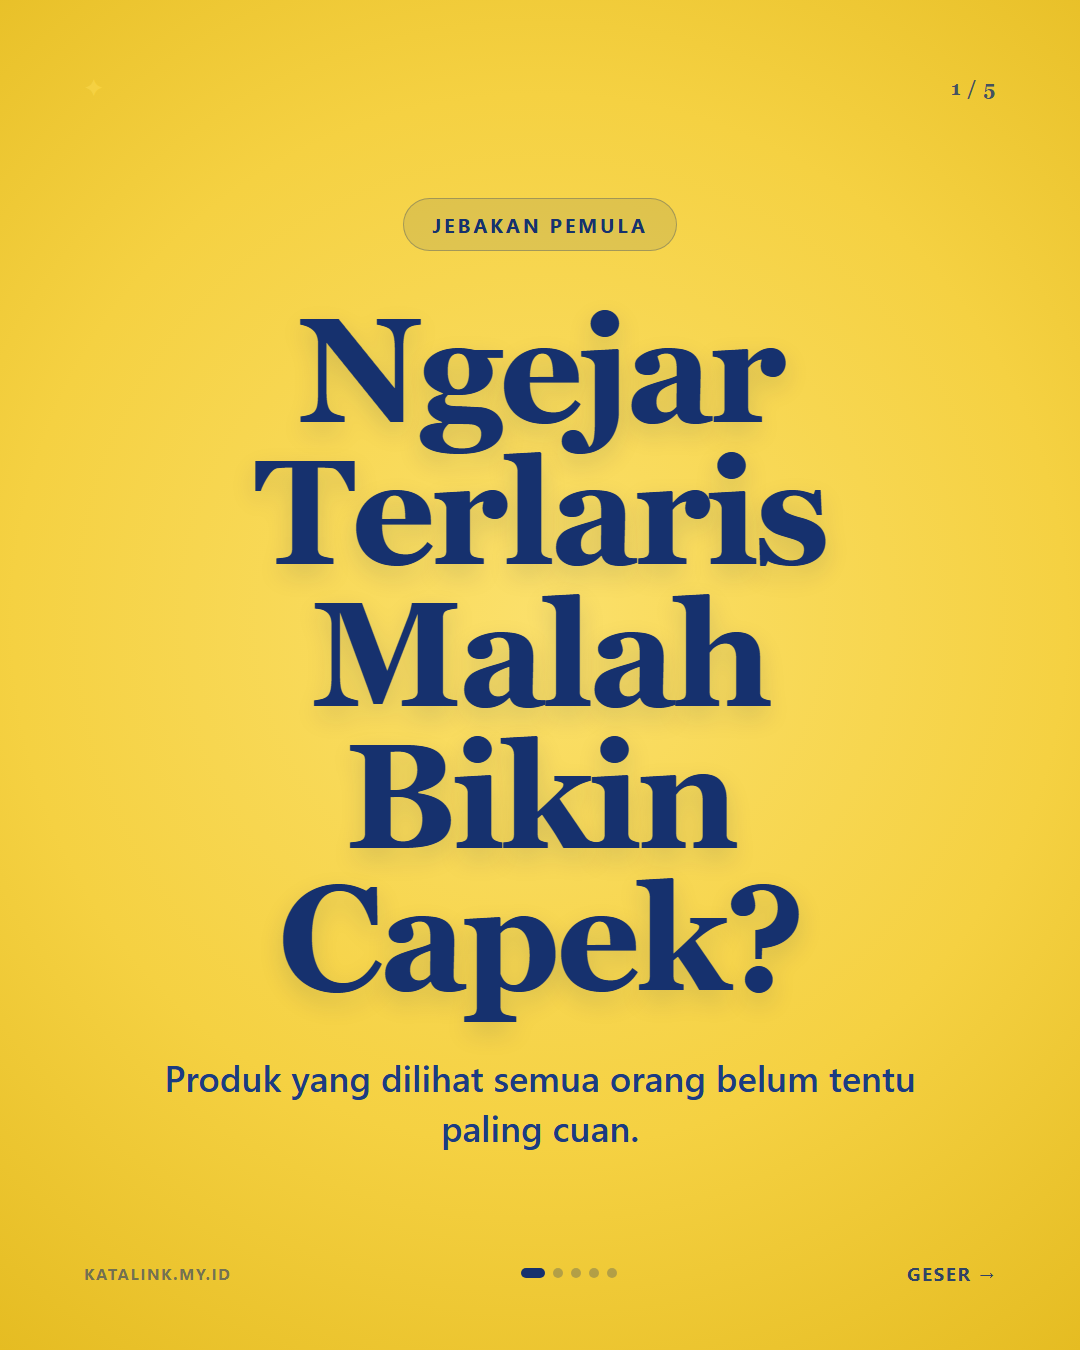 1 / 5
JEBAKAN PEMULA
Ngejar
Terlaris
Malah
Bikin
Capek?
Produk yang dilihat semua orang belum tentu
paling cuan.
KATALINK.MY.ID
GESER →